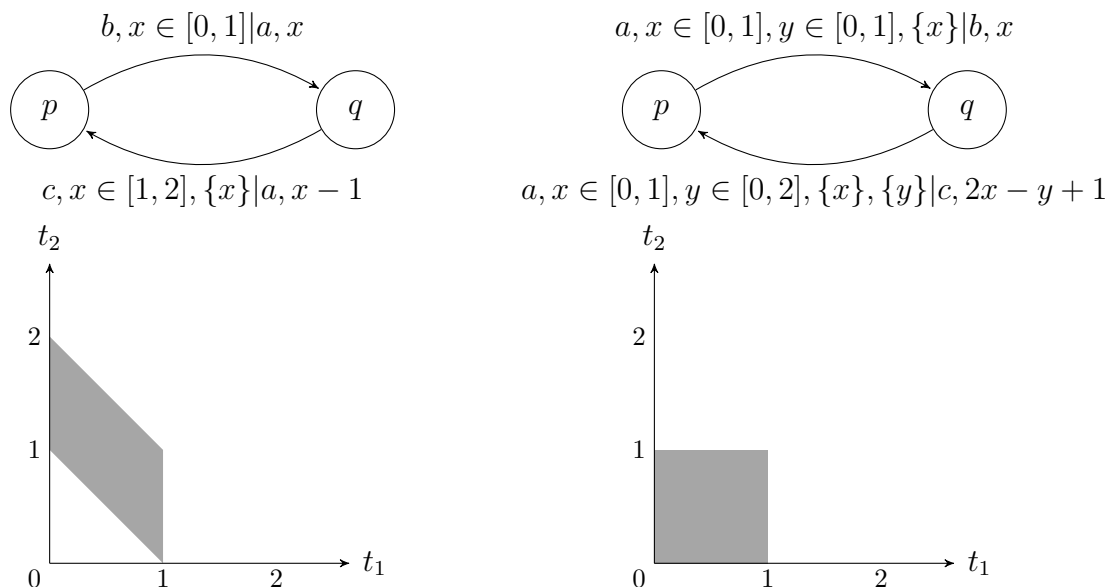 b, x ∈ [0, 1]|a, x
p
q
c, x ∈ [1, 2], {x}|a, x − 1
a, x ∈ [0, 1], y ∈ [0, 1], {x}|b, x
p
q
a, x ∈ [0, 1], y ∈ [0, 2], {x}, {y}|c, 2x − y + 1
t₂
2
1
0
1
2
t₁
t₂
2
1
0
1
2
t₁